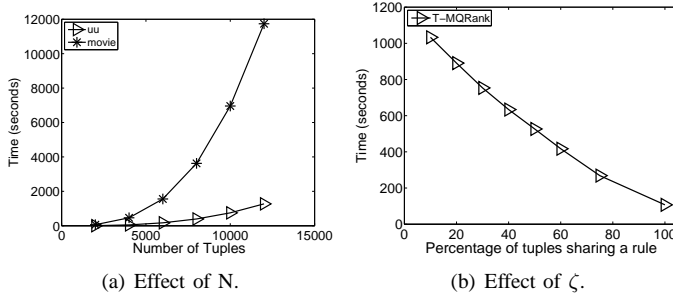 uu
movie
12000
10000
8000
6000
4000
2000
0
0
5000
10000
15000
Time (seconds)
Number of Tuples
(a) Effect of N.
T−MQRank
1200
1000
800
600
400
200
0
0
20
40
60
80
100
Time (seconds)
Percentage of tuples sharing a rule
(b) Effect of ζ.